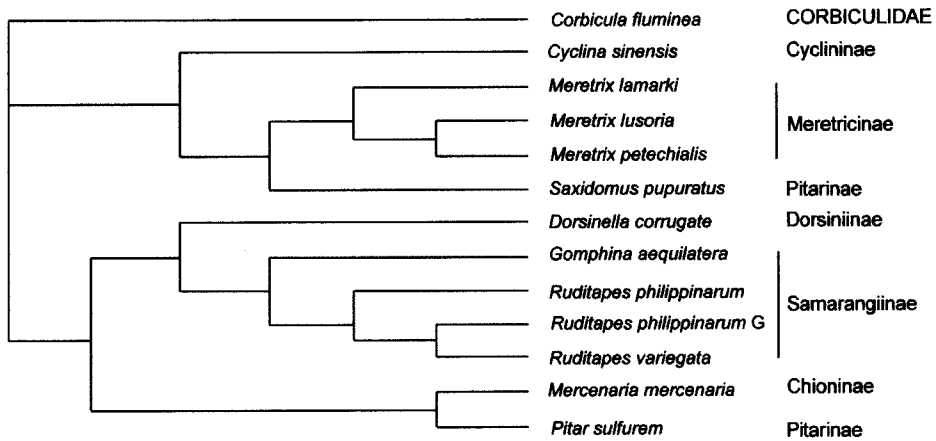 Corbicula fluminea CORBICULIDAE
Cyclina sinensis Cyclininae
Meretrix lamarki
Meretrix lusoria Meretricinae
Meretrix petechialis
Saxidomus pupuratus Pitarinae
Dorsinella corrugate Dorsiniinae
Gomphina aequilatera
Ruditapes philippinarum Samarangiinae
Ruditapes philippinarum G
Ruditapes variegata
Mercenaria mercenaria Chioninae
Pitar sulfurem Pitarinae